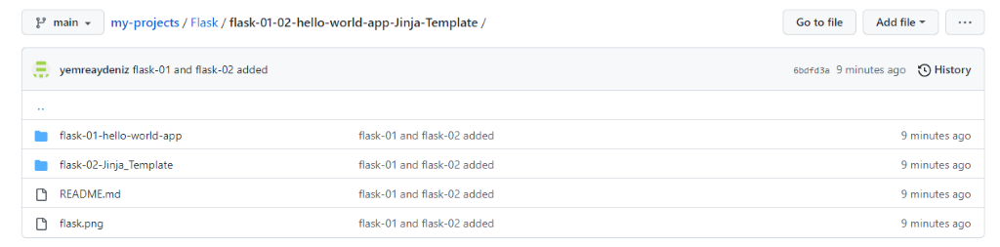 main my-projects / Flask / flask-01-02-hello-world-app-Jinja-Template / Go to file Add file ...
yemreaydeniz flask-01 and flask-02 added 6bdfd3a 9 minutes ago History
..
flask-01-hello-world-app flask-01 and flask-02 added 9 minutes ago
flask-02-Jinja_Template flask-01 and flask-02 added 9 minutes ago
README.md flask-01 and flask-02 added 9 minutes ago
flask.png flask-01 and flask-02 added 9 minutes ago